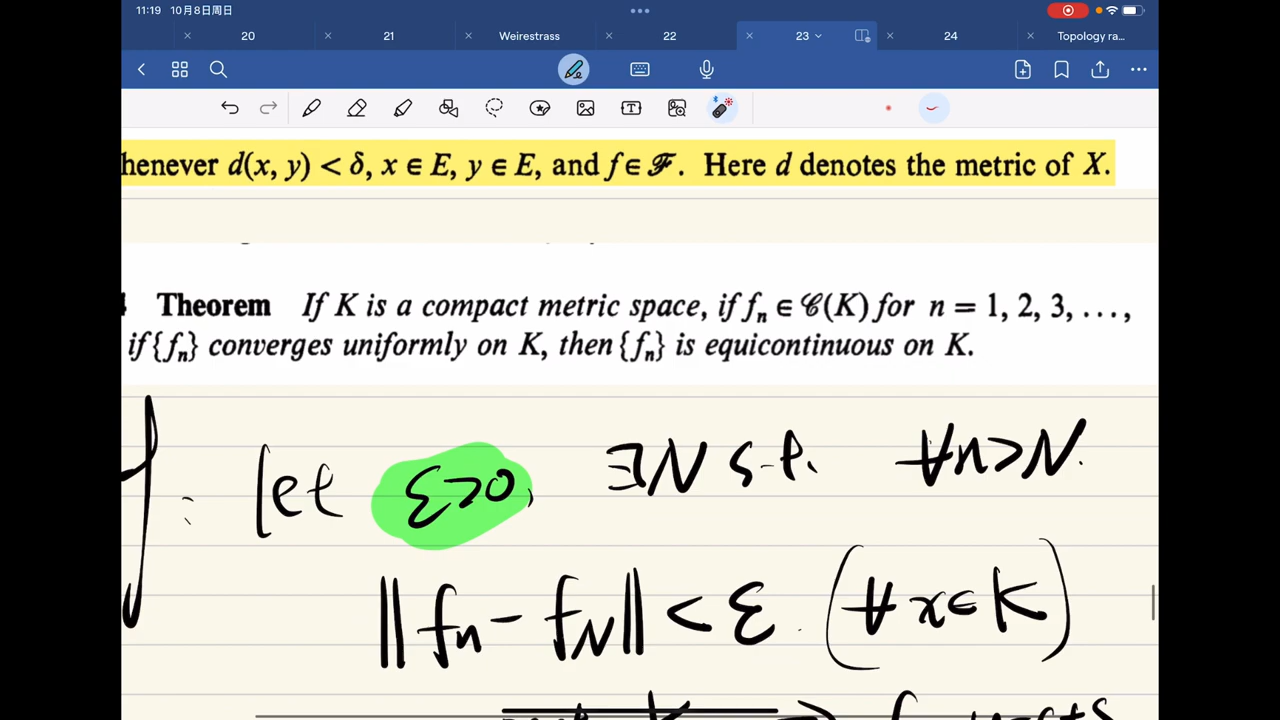 11:19 10月8日周日
20 21 Weirestrass 22 23 24 Topology ra...
henever d(x, y) < δ, x ∈ E, y ∈ E, and f ∈ ℱ. Here d denotes the metric of X.
Theorem If K is a compact metric space, if fₙ ∈ 𝒞(K) for n = 1, 2, 3, ...,
if {fₙ} converges uniformly on K, then {fₙ} is equicontinuous on K.
f: let ε>0, ∃N s.t. ∀n>N.
||fₙ - f_N|| < ε. (∀x∈K)